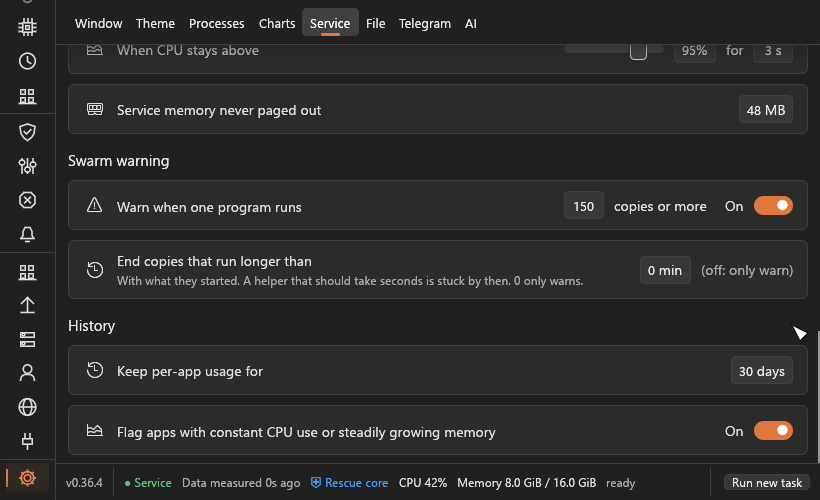 Window Theme Processes Charts Service File Telegram AI
When CPU stays above 95% for 3 s
Service memory never paged out 48 MB
Swarm warning
Warn when one program runs 150 copies or more On
End copies that run longer than
With what they started. A helper that should take seconds is stuck by then. 0 only warns.
0 min (off: only warn)
History
Keep per-app usage for 30 days
Flag apps with constant CPU use or steadily growing memory On
v0.36.4 Service Data measured 0s ago Rescue core CPU 42% Memory 8.0 GiB / 16.0 GiB ready Run new task